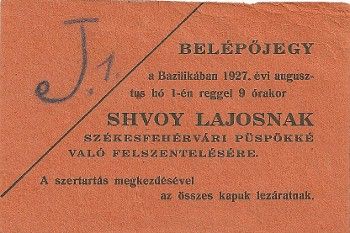 J.1.
BELÉPŐJEGY
a Bazilikában 1927. évi augusz-
tus hó 1-én reggel 9 órakor
SHVOY LAJOSNAK
SZÉKESFEHÉRVÁRI PÜSPÖKKÉ
VALÓ FELSZENTELÉSÉRE.
A szertartás megkezdésével
az összes kapuk lezáratnak.